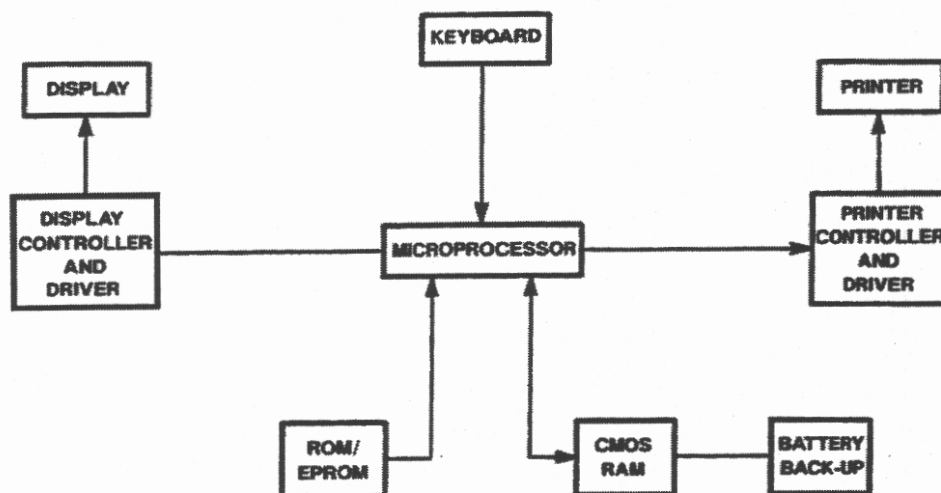 KEYBOARD
DISPLAY
PRINTER
DISPLAY
CONTROLLER
AND
DRIVER
MICROPROCESSOR
PRINTER
CONTROLLER
AND
DRIVER
ROM/
EPROM
CMOS
RAM
BATTERY
BACK-UP